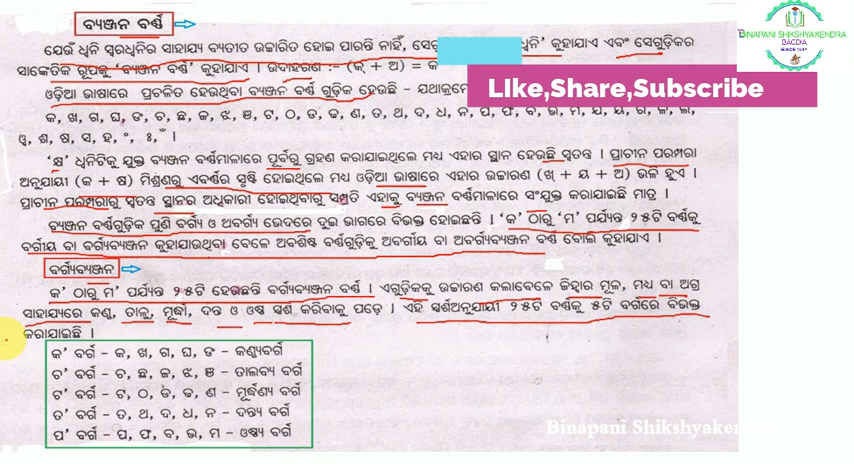 ବ୍ୟଞ୍ଜନ ବର୍ଣ୍ଣ
BINAPANI SHIKSHYAKENDRA
BAGDIA
ଯେଉଁ ଧ୍ୱନି ସ୍ୱରଧ୍ୱନିର ସାହାଯ୍ୟ ବ୍ୟତୀତ ଉଚ୍ଚାରିତ ହୋଇ ପାରନ୍ତି ନାହିଁ, ଧ୍ୱନି' କୁହାଯାଏ ଏବଂ ସେଗୁଡ଼ିକର
ସାଙ୍କେତିକ ରୂପକୁ 'ବ୍ୟଞ୍ଜନ ବର୍ଣ୍ଣ' କୁହାଯାଏ । ଉଦାହରଣ :- (କ୍ + ଅ) = କ
LIke,Share,Subscribe
ଓଡ଼ିଆ ଭାଷାରେ ପ୍ରଚଳିତ ହେଉଥିବା ବ୍ୟଞ୍ଜନ ବର୍ଣ୍ଣ ଗୁଡ଼ିକ ହେଉଛି – ଯଥାକ୍ରମେ
କ, ଖ, ଗ, ଘ, ଙ, ଚ, ଛ, ଜ, ଝ, ଞ, ଟ, ଠ, ଡ, ଢ, ଣ, ତ, ଥ, ଦ, ଧ, ନ, ପ, ଫ, ବ, ଭ, ମ, ଯ, ୟ, ର, ଳ, ଲ,
ୱ, ଶ, ଷ, ସ, ହ, ଂ, ଃ, ଁ ।
'କ୍ଷ' ଧ୍ୱନିଟିକୁ ଯୁକ୍ତ ବ୍ୟଞ୍ଜନ ବର୍ଣ୍ଣମାଳାରେ ପୂର୍ବରୁ ଗ୍ରହଣ କରାଯାଇଥିଲେ ମଧ୍ୟ ଏହାର ସ୍ଥାନ ହେଉଛି ସ୍ୱତନ୍ତ । ପ୍ରାଚୀନ ପରମ୍ପରା
ଅନୁଯାୟୀ (କ + ଷ) ମିଶ୍ରଣରୁ ଏବର୍ଣ୍ଣର ସୃଷ୍ଟି ହୋଇଥିଲେ ମଧ୍ୟ ଓଡ଼ିଆ ଭାଷାରେ ଏହାର ଉଚ୍ଚାରଣ (ଖ୍ + ୟ + ଅ) ଭଳି ହୁଏ ।
ପ୍ରାଚୀନ ପରମ୍ପରାରୁ ସ୍ୱତନ୍ତ ସ୍ଥାନର ଅଧିକାରୀ ହୋଇଥିବାରୁ ସମ୍ପ୍ରତି ଏହାକୁ ବ୍ୟଞ୍ଜନ ବର୍ଣ୍ଣମାଳାରେ ସଂଯୁକ୍ତ କରାଯାଇଛି ମାତ୍ର ।
ବ୍ୟଞ୍ଜନ ବର୍ଣ୍ଣଗୁଡ଼ିକ ପୁଣି ବର୍ଗ୍ୟ ଓ ଅବର୍ଗ୍ୟ ଭେଦରେ ଦୁଇ ଭାଗରେ ବିଭକ୍ତ ହୋଇଛନ୍ତି । 'କ' ଠାରୁ 'ମ' ପର୍ଯ୍ୟନ୍ତ ୨୫ଟି ବର୍ଣ୍ଣକୁ
ବର୍ଗୀୟ ବା ବର୍ଗ୍ୟବ୍ୟଞ୍ଜନ କୁହାଯାଉଥିବା ବେଳେ ଅବଶିଷ୍ଟ ବର୍ଣ୍ଣଗୁଡ଼ିକୁ ଅବର୍ଗୀୟ ବା ଅବର୍ଗ୍ୟବ୍ୟଞ୍ଜନ ବର୍ଣ୍ଣ ବୋଲି କୁହାଯାଏ ।
ବର୍ଗ୍ୟବ୍ୟଞ୍ଜନ
କ' ଠାରୁ ମ' ପର୍ଯ୍ୟନ୍ତ ୨୫ଟି ହେଉଛନ୍ତି ବର୍ଗ୍ୟବ୍ୟଞ୍ଜନ ବର୍ଣ୍ଣ । ଏଗୁଡ଼ିକକୁ ଉଚ୍ଚାରଣ କଲାବେଳେ ଜିହ୍ୱାର ମୂଳ, ମଧ୍ୟ ବା ଅଗ୍ର
ସାହାଯ୍ୟରେ କଣ୍ଠ, ତାଳୁ, ମୂର୍ଦ୍ଧା, ଦନ୍ତ ଓ ଓଷ୍ଠ ସ୍ପର୍ଶ କରିବାକୁ ପଡ଼େ । ଏହି ସ୍ପର୍ଶଅନୁଯାୟୀ ୨୫ଟି ବର୍ଣ୍ଣକୁ ୫ଟି ବର୍ଗରେ ବିଭକ୍ତ
କରାଯାଇଛି ।
କ' ବର୍ଗ – କ, ଖ, ଗ, ଘ, ଙ – କଣ୍ଠ୍ୟବର୍ଗ
ଚ' ବର୍ଗ – ଚ, ଛ, ଜ, ଝ, ଞ – ତାଲବ୍ୟ ବର୍ଗ
ଟ' ବର୍ଗ – ଟ, ଠ, ଡି, ଢ, ଣ – ମୂର୍ଦ୍ଧଣ୍ୟ ବର୍ଗ
ତ' ବର୍ଗ – ତ, ଥ, ଦ, ଧ, ନ – ଦନ୍ତ୍ୟ ବର୍ଗ
ପ' ବର୍ଗ – ପ, ଫ, ବ, ଭ, ମ – ଓଷ୍ଠ୍ୟ ବର୍ଗ
Binapani Shikshyaken